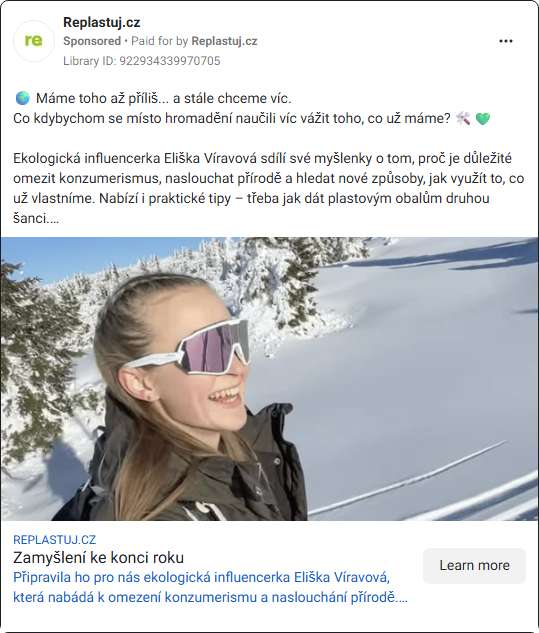 re
Replastuj.cz
Sponsored • Paid for by Replastuj.cz
Library ID: 922934339970705
🌍 Máme toho až příliš... a stále chceme víc.
Co kdybychom se místo hromadění naučili víc vážit toho, co už máme? 🛠️ 💚
Ekologická influencerka Eliška Víravová sdílí své myšlenky o tom, proč je důležité
omezit konzumerismus, naslouchat přírodě a hledat nové způsoby, jak využít to, co
už vlastníme. Nabízí i praktické tipy – třeba jak dát plastovým obalům druhou
šanci.…
REPLASTUJ.CZ
Zamyšlení ke konci roku
Připravila ho pro nás ekologická influencerka Eliška Víravová,
která nabádá k omezení konzumerismu a naslouchání přírodě.…
Learn more